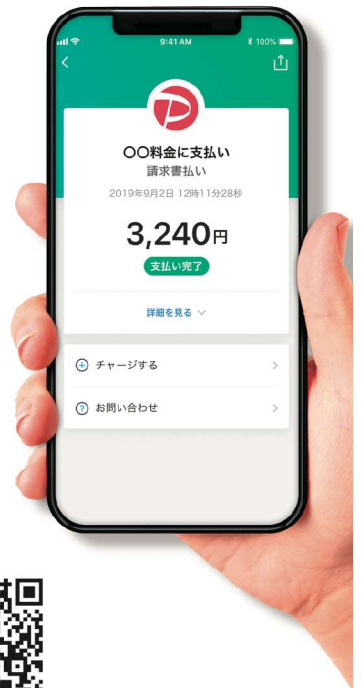 9:41 AM
100%
〇〇料金に支払い
請求書払い
2019年9月2日 12時11分28秒
3,240円
支払い完了
詳細を見る
チャージする
お問い合わせ